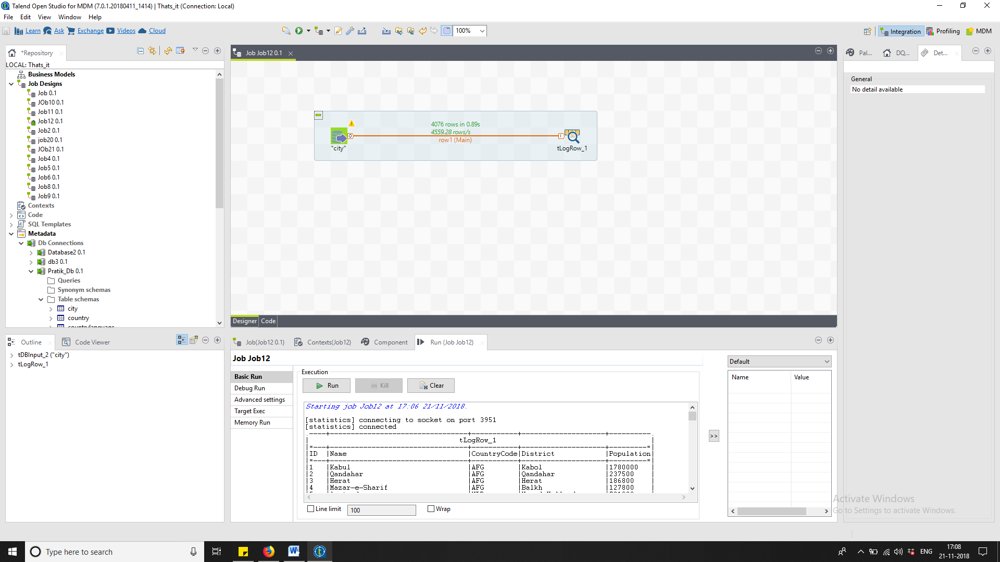 Talend Open Studio for MDM (7.0.1.20180411_1414) | Thats_it (Connection: Local)
File Edit View Window Help
Learn Ask Exchange Videos Cloud
100%
Integration Profiling MDM
*Repository
LOCAL: Thats_it
Business Models
Job Designs
Job 0.1
JOb10 0.1
Job11 0.1
Job12 0.1
Job2 0.1
job20 0.1
JOb21 0.1
Job4 0.1
Job5 0.1
Job6 0.1
Job8 0.1
Job9 0.1
Contexts
Code
SQL Templates
Metadata
Db Connections
Database2 0.1
db3 0.1
Pratik_Db 0.1
Queries
Synonym schemas
Table schemas
city
country
countrylanguage
Job Job12 0.1
4076 rows in 0.89s
4559.28 rows/s
row1 (Main)
"city"
tLogRow_1
Designer Code
Pal... DQ... Det...
General
No detail available
Outline Code Viewer
tDBInput_2 ("city")
tLogRow_1
Job(Job12 0.1) Contexts(Job12) Component Run (Job Job12)
Job Job12
Basic Run
Debug Run
Advanced settings
Target Exec
Memory Run
Execution
Run Kill Clear
Starting job Job12 at 17:06 21/11/2018.
[statistics] connecting to socket on port 3951
[statistics] connected
tLogRow_1
ID |Name |CountryCode|District |Population
1 |Kabul |AFG |Kabol |1780000
2 |Qandahar |AFG |Qandahar |237500
3 |Herat |AFG |Herat |186800
4 |Mazar-e-Sharif |AFG |Balkh |127800
Line limit 100 Wrap
>>
Default
Name Value
Activate Windows
Go to Settings to activate Windows.
Type here to search
ENG
17:08
21-11-2018